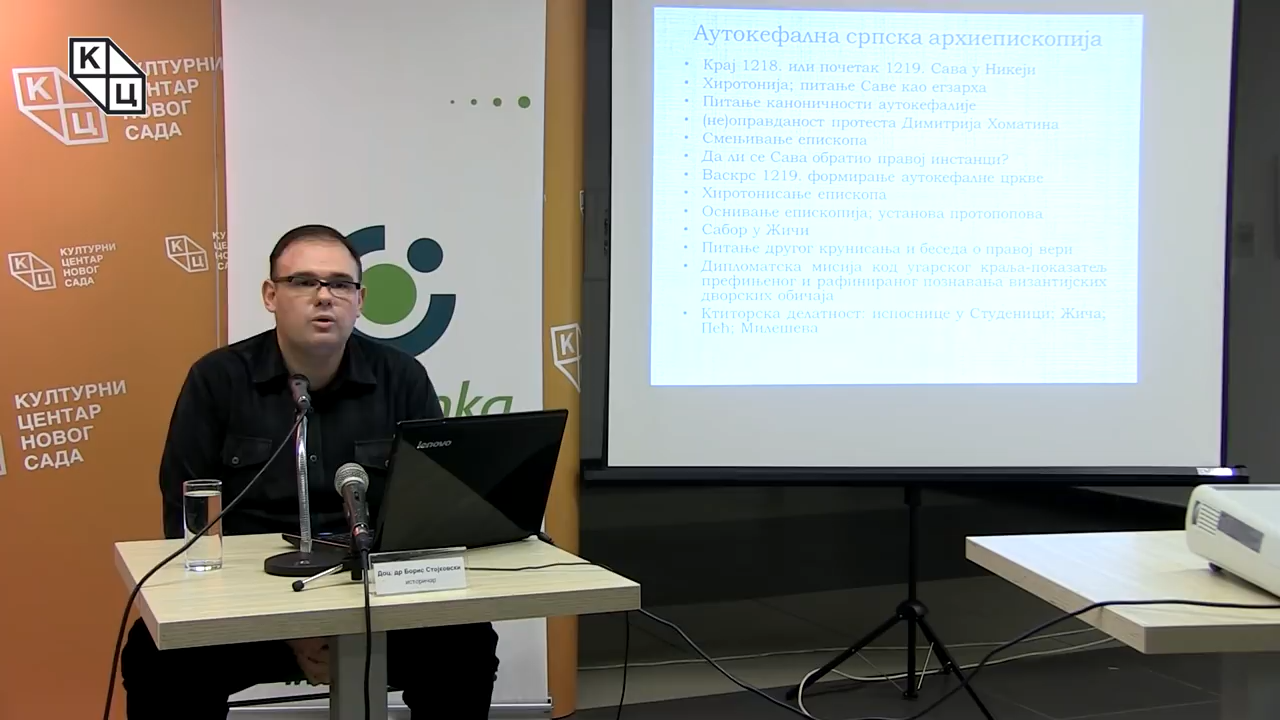 КЦ
КУЛТУРНИ
ЦЕНТАР
НОВОГ
САДА
КЦ
КУЛТУРНИ
ЦЕНТАР
НОВОГ
САДА
КЦ
КУЛТУРНИ
ЦЕНТАР
НОВОГ
САДА
К
Аутокефална српска архиепископија
• Крај 1218. или почетак 1219. Сава у Никеји
• Хиротонија; питање Саве као егзарха
• Питање каноничности аутокефалије
• (не)оправданост протеста Димитрија Хоматина
• Смењивање епископа
• Да ли се Сава обратио правој инстанци?
• Васкрс 1219. формирање аутокефалне цркве
• Хиротонисање епископа
• Оснивање епископија; установа протопопова
• Сабор у Жичи
• Питање другог крунисања и беседа о правој вери
• Дипломатска мисија код угарског краља-показатељ
префињеног и рафинираног познавања византијских
дворских обичаја
• Ктиторска делатност: испоснице у Студеници; Жича;
Пећ; Милешева
lenovo
Доц. др Борис Стојковски
историчар